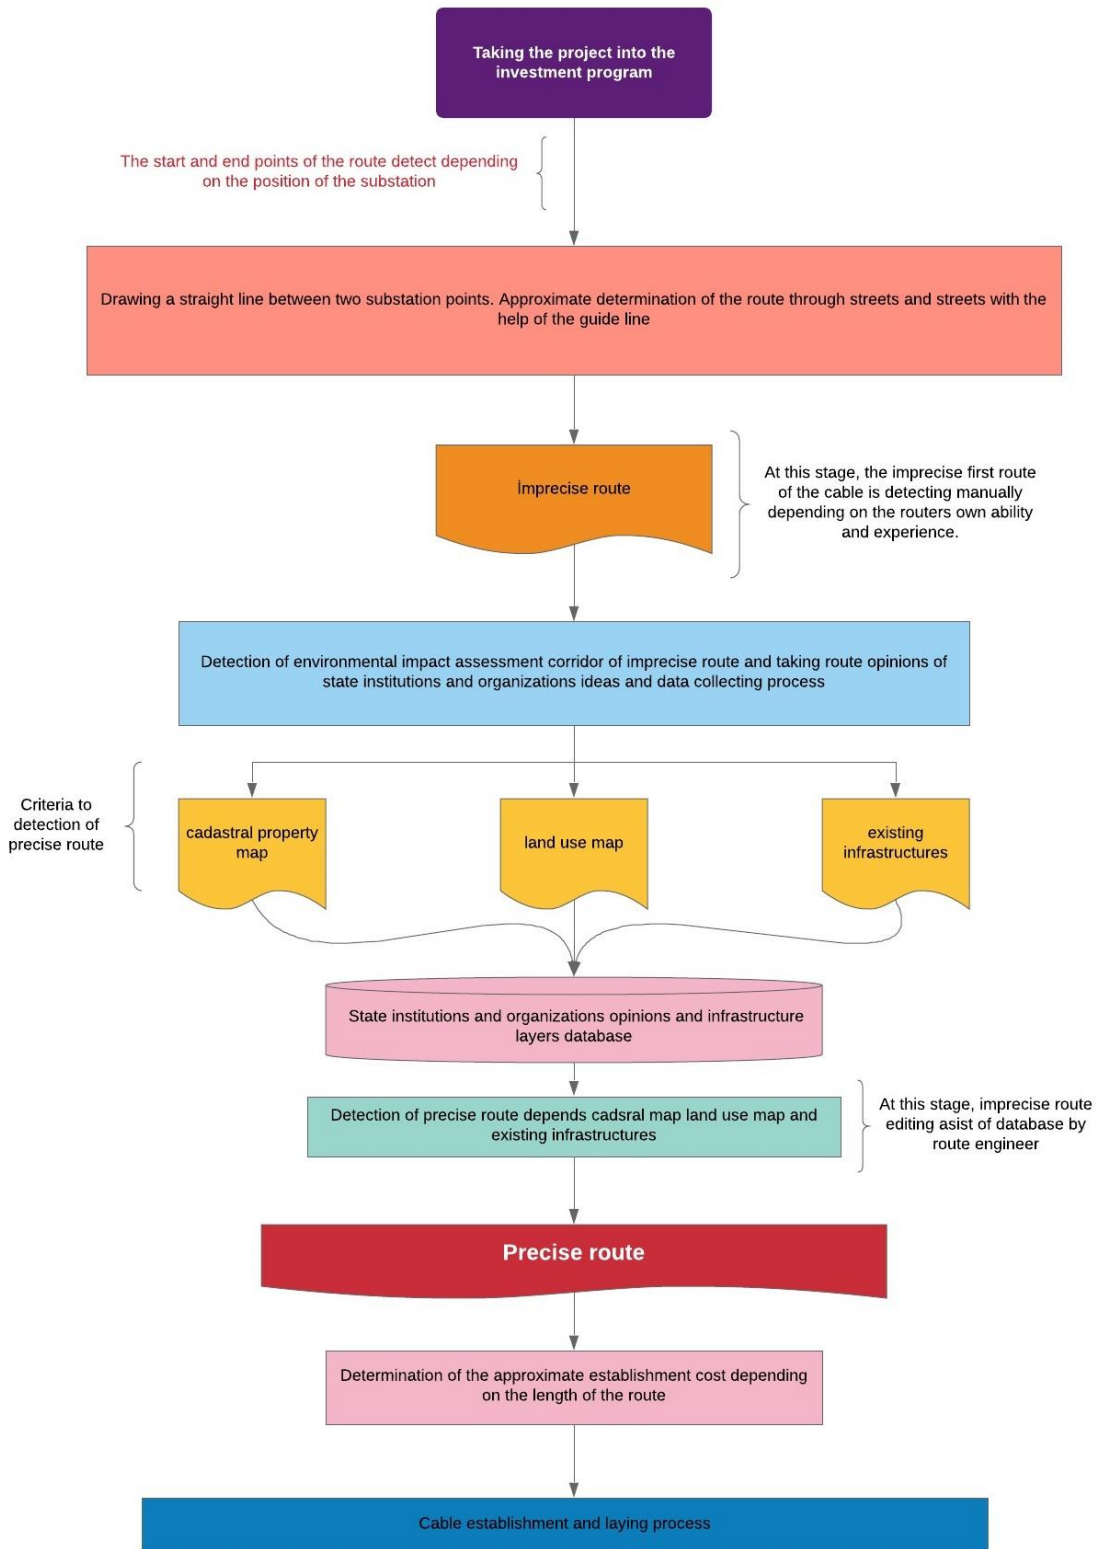 Taking the project into the
investment program
The start and end points of the route detect depending
on the position of the substation
Drawing a straight line between two substation points. Approximate determination of the route through streets and streets with the
help of the guide line
İmprecise route
At this stage, the imprecise first route
of the cable is detecting manually
depending on the routers own ability
and experience.
Detection of environmental impact assessment corridor of imprecise route and taking route opinions of
state institutions and organizations ideas and data collecting process
Criteria to
detection of
precise route
cadastral property
map
land use map
existing
infrastructures
State institutions and organizations opinions and infrastructure
layers database
Detection of precise route depends cadsral map land use map and
existing infrastructures
At this stage, imprecise route
editing asist of database by
route engineer
Precise route
Determination of the approximate establishment cost depending
on the length of the route
Cable establishment and laying process